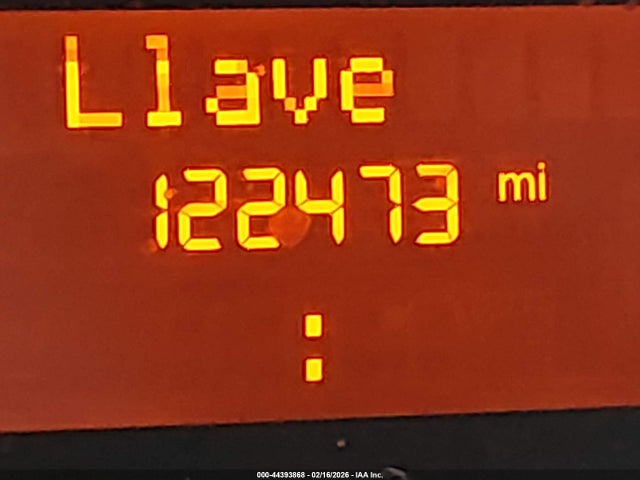 Llave
122473 mi
:
000-44393868 - 02/16/2026 - IAA Inc.